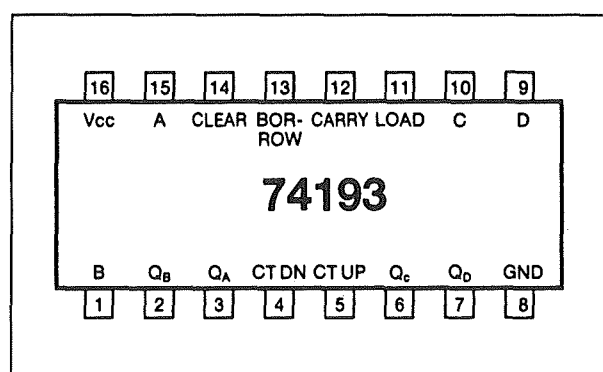 16 15 14 13 12 11 10 9
Vcc A CLEAR BOR- CARRY LOAD C D
ROW
74193
B QB QA CT DN CT UP Qc QD GND
1 2 3 4 5 6 7 8